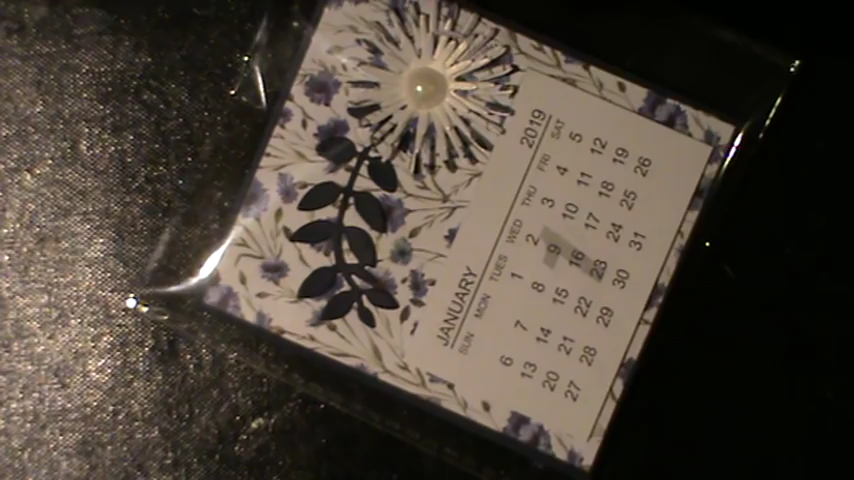 JANUARY 2019
SUN MON TUES WED THU FRI SAT
1 2 3 4 5
6 7 8 9 10 11 12
13 14 15 16 17 18 19
20 21 22 23 24 25 26
27 28 29 30 31